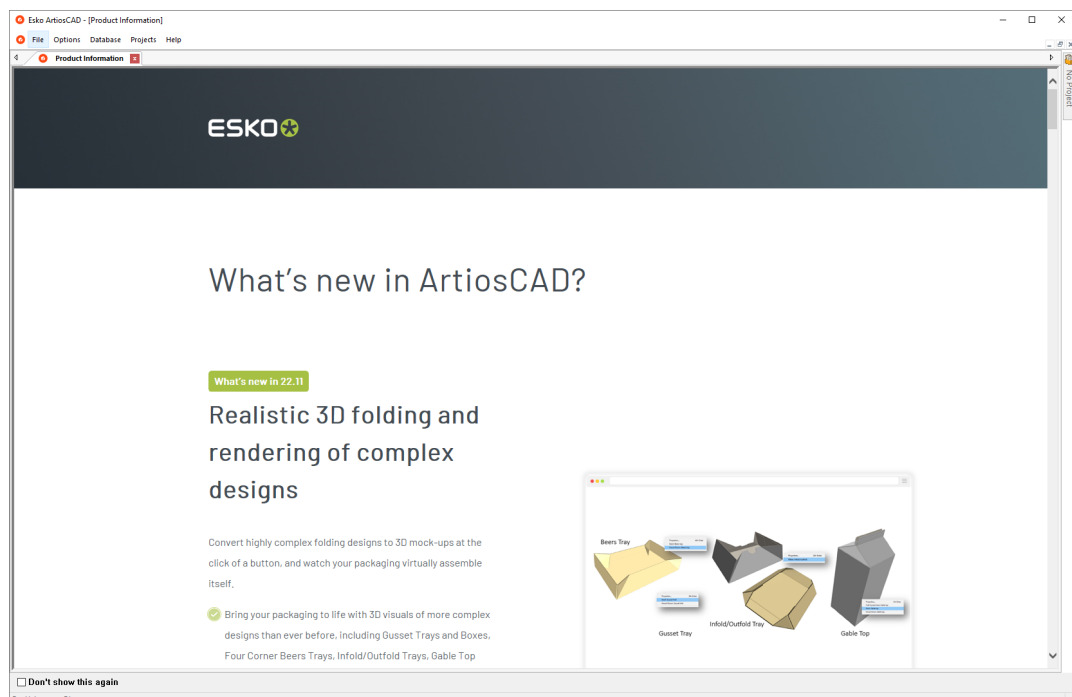 Esko ArtiosCAD - [Product Information]
File Options Database Projects Help
Product Information
No Project
ESKO
What's new in ArtiosCAD?
What's new in 22.11
Realistic 3D folding and
rendering of complex
designs
Convert highly complex folding designs to 3D mock-ups at the
click of a button, and watch your packaging virtually assemble
itself.
Bring your packaging to life with 3D visuals of more complex
designs than ever before, including Gusset Trays and Boxes,
Four Corner Beers Trays, Infold/Outfold Trays, Gable Top
Beers Tray
Gusset Tray
Infold/Outfold Tray
Gable Top
Don't show this again